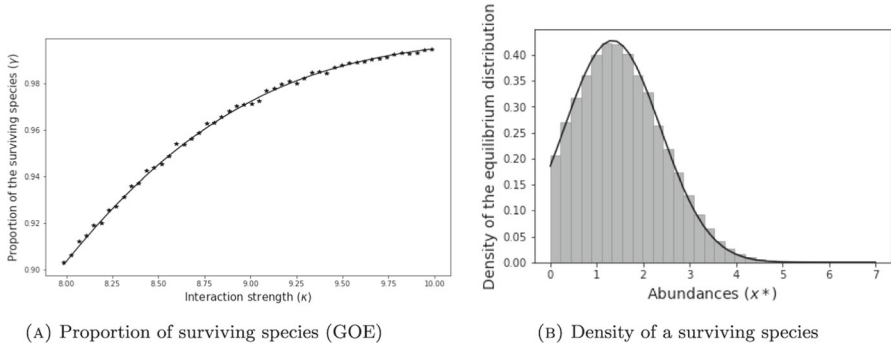 Proportion of the surviving species (γ)
0.98
0.96
0.94
0.92
0.90
8.00 8.25 8.50 8.75 9.00 9.25 9.50 9.75 10.00
Interaction strength (κ)
(A) Proportion of surviving species (GOE)
Density of the equilibrium distribution
0.40
0.35
0.30
0.25
0.20
0.15
0.10
0.05
0.00
0 1 2 3 4 5 6 7
Abundances (x*)
(B) Density of a surviving species